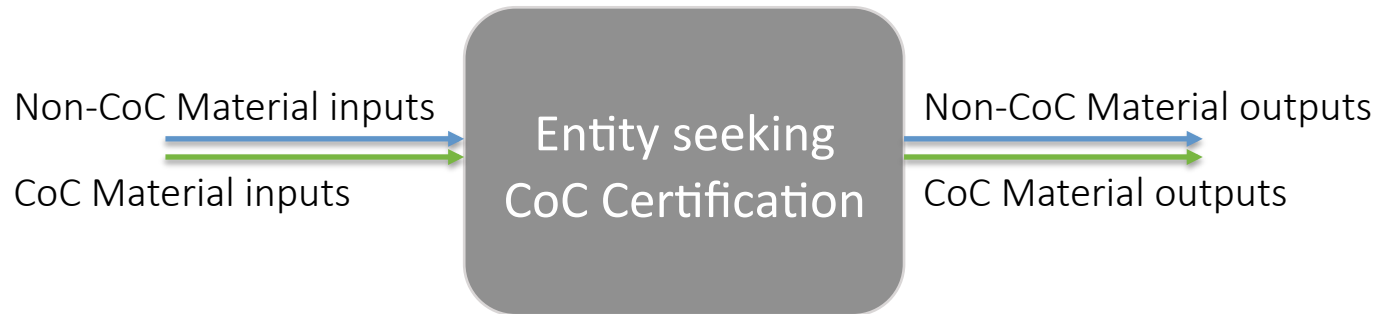 Non-CoC Material inputs
CoC Material inputs
Entity seeking
CoC Certification
Non-CoC Material outputs
CoC Material outputs